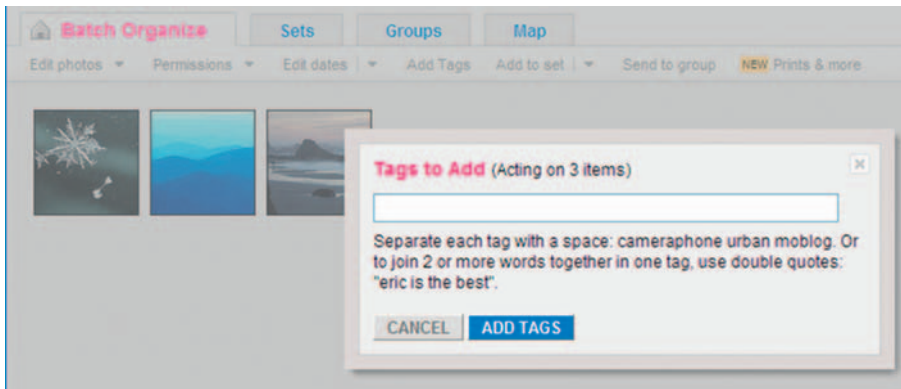 Batch Organize Sets Groups Map
Edit photos Permissions Edit dates Add Tags Add to set Send to group NEW Prints & more
Tags to Add (Acting on 3 items)
Separate each tag with a space: cameraphone urban moblog. Or
to join 2 or more words together in one tag, use double quotes:
"eric is the best".
CANCEL ADD TAGS